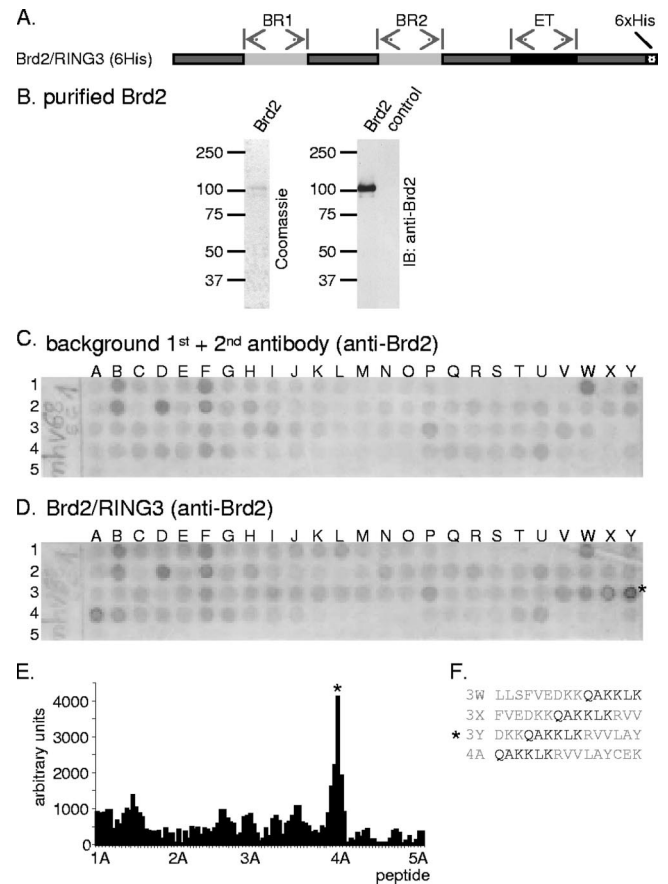 A.
BR1 BR2 ET 6xHis
Brd2/RING3 (6His)
B. purified Brd2
Brd2 Brd2 control
250 250
100 100
75 75
50 50
37 37
Coomassie
IB: anti-Brd2
C. background 1st + 2nd antibody (anti-Brd2)
A B C D E F G H I J K L M N O P Q R S T U V W X Y
1
2
3
4
5
D. Brd2/RING3 (anti-Brd2)
A B C D E F G H I J K L M N O P Q R S T U V W X Y
1
2
3 *
4
5
E.
*
4000
3000
2000
1000
0
arbitrary units
1A 2A 3A 4A 5A
peptide
F.
3W LLSFVEDKKQAKKLK
3X FVEDKKQAKKLKRVV
* 3Y DKKQAKKLKRVVLAY
4A QAKKLKRVVLAYCEK